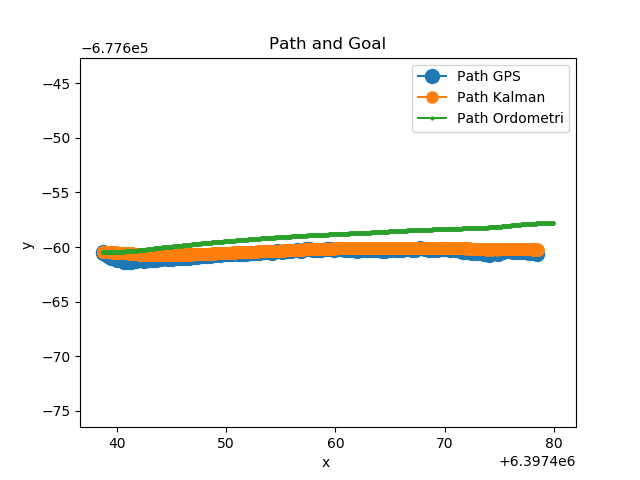 Path and Goal
−6.776e5
Path GPS
Path Kalman
Path Ordometri
y
−45
−50
−55
−60
−65
−70
−75
40 50 60 70 80
x
+6.3974e6